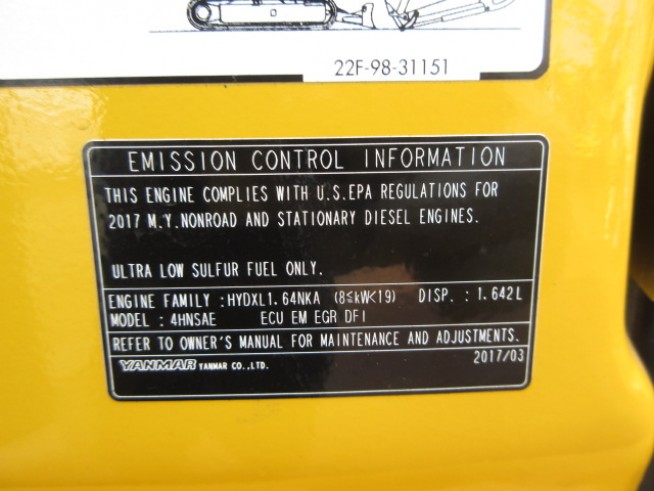 22F-98-31151
EMISSION CONTROL INFORMATION
THIS ENGINE COMPLIES WITH U.S.EPA REGULATIONS FOR
2017 M.Y.NONROAD AND STATIONARY DIESEL ENGINES.
ULTRA LOW SULFUR FUEL ONLY.
ENGINE FAMILY :HYDXL1.64NKA (8≤kW<19) DISP. :1.642L
MODEL : 4HNSAE ECU EM EGR DFI
REFER TO OWNER'S MANUAL FOR MAINTENANCE AND ADJUSTMENTS.
YANMAR YANMAR CO.,LTD. 2017/03